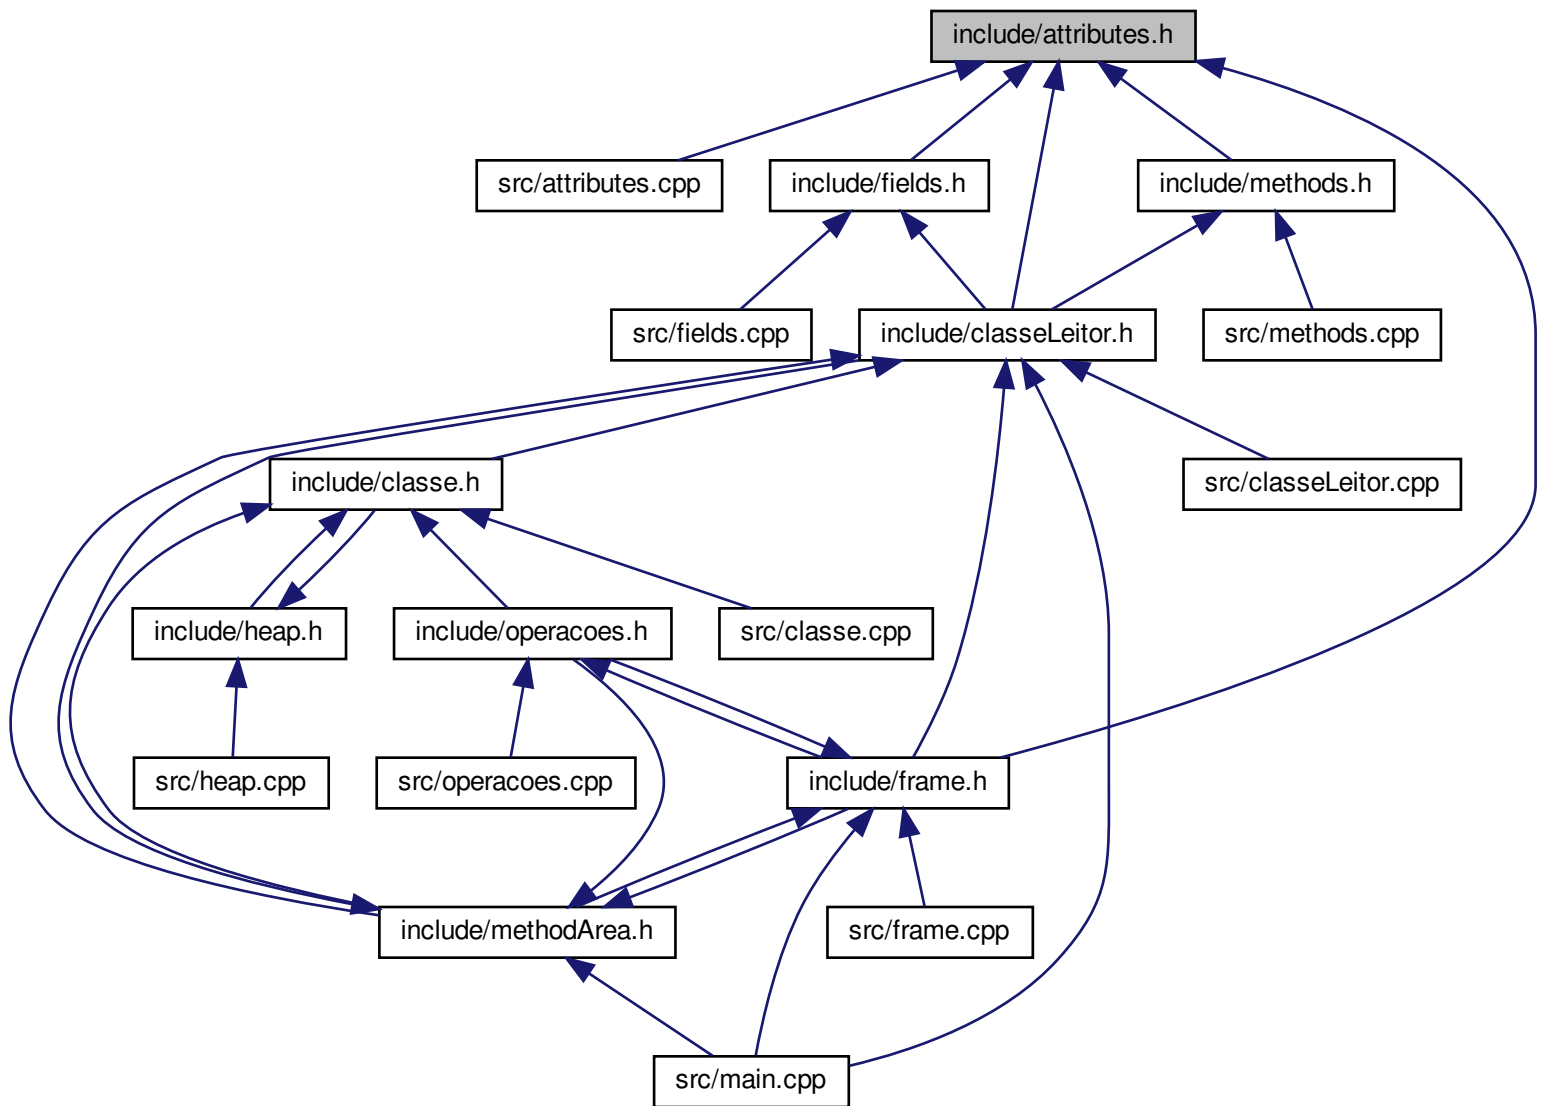 include/attributes.h
src/attributes.cpp
include/fields.h
include/methods.h
src/fields.cpp
include/classeLeitor.h
src/methods.cpp
include/classe.h
src/classeLeitor.cpp
include/heap.h
include/operacoes.h
src/classe.cpp
src/heap.cpp
src/operacoes.cpp
include/frame.h
include/methodArea.h
src/frame.cpp
src/main.cpp